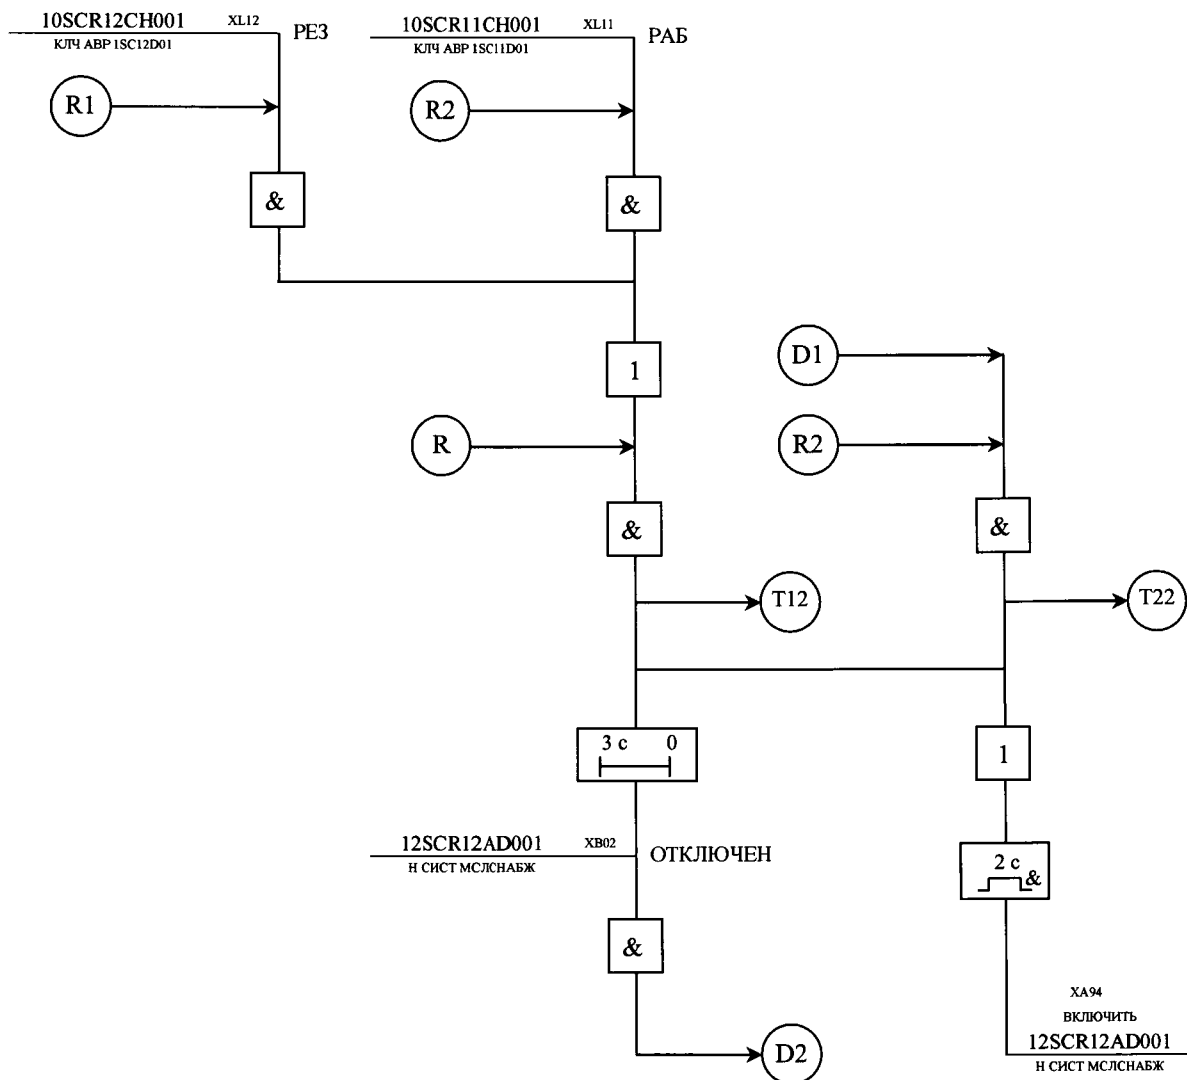 10SCR12CH001 XL12 РЕЗ
КЛЧ АВР 1SC12D01
10SCR11CH001 XL11 РАБ
КЛЧ АВР 1SC11D01
R1
R2
&
&
1
D1
R
R2
&
&
T12
T22
3 с 0
1
12SCR12AD001 XB02 ОТКЛЮЧЕН
Н СИСТ МСЛСНАБЖ
2 с
&
&
XA94
ВКЛЮЧИТЬ
12SCR12AD001
Н СИСТ МСЛСНАБЖ
D2